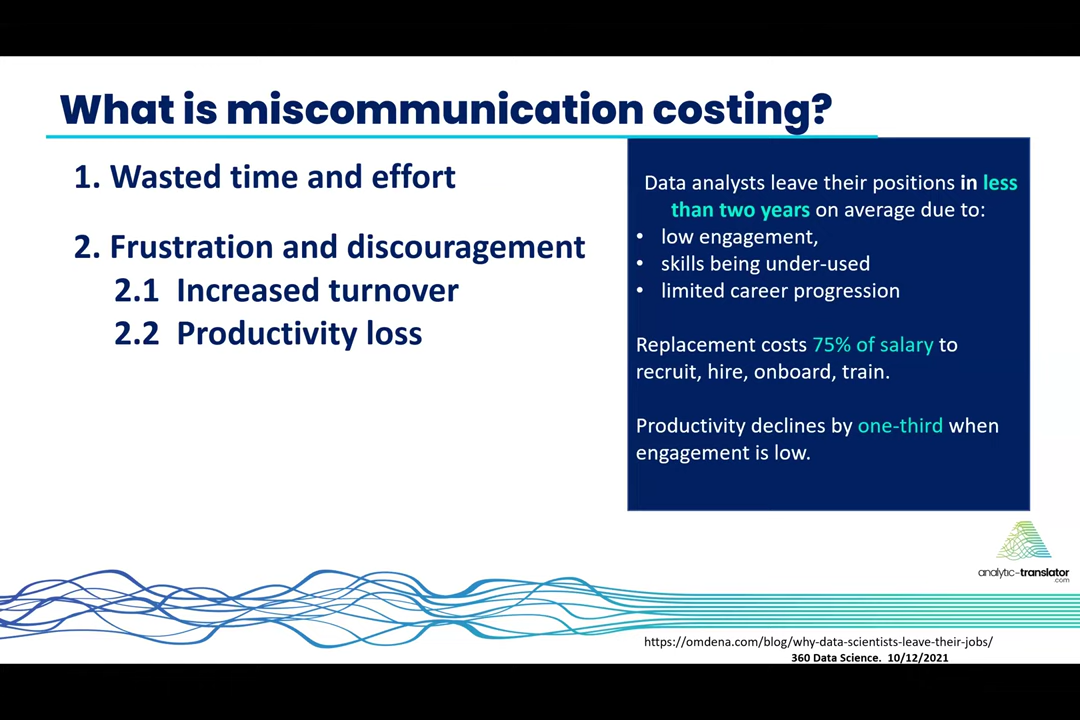 What is miscommunication costing?
1. Wasted time and effort
2. Frustration and discouragement
2.1 Increased turnover
2.2 Productivity loss
Data analysts leave their positions in less
than two years on average due to:
• low engagement,
• skills being under-used
• limited career progression
Replacement costs 75% of salary to
recruit, hire, onboard, train.
Productivity declines by one-third when
engagement is low.
analytic-translator
.com
https://omdena.com/blog/why-data-scientists-leave-their-jobs/
360 Data Science. 10/12/2021